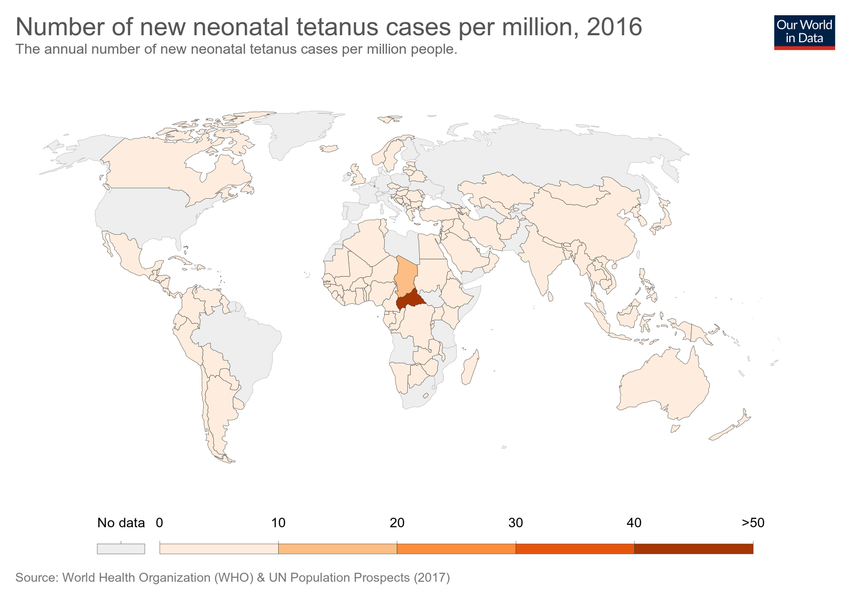 Number of new neonatal tetanus cases per million, 2016
The annual number of new neonatal tetanus cases per million people.
Our World
in Data
No data 0 10 20 30 40 >50
Source: World Health Organization (WHO) & UN Population Prospects (2017)